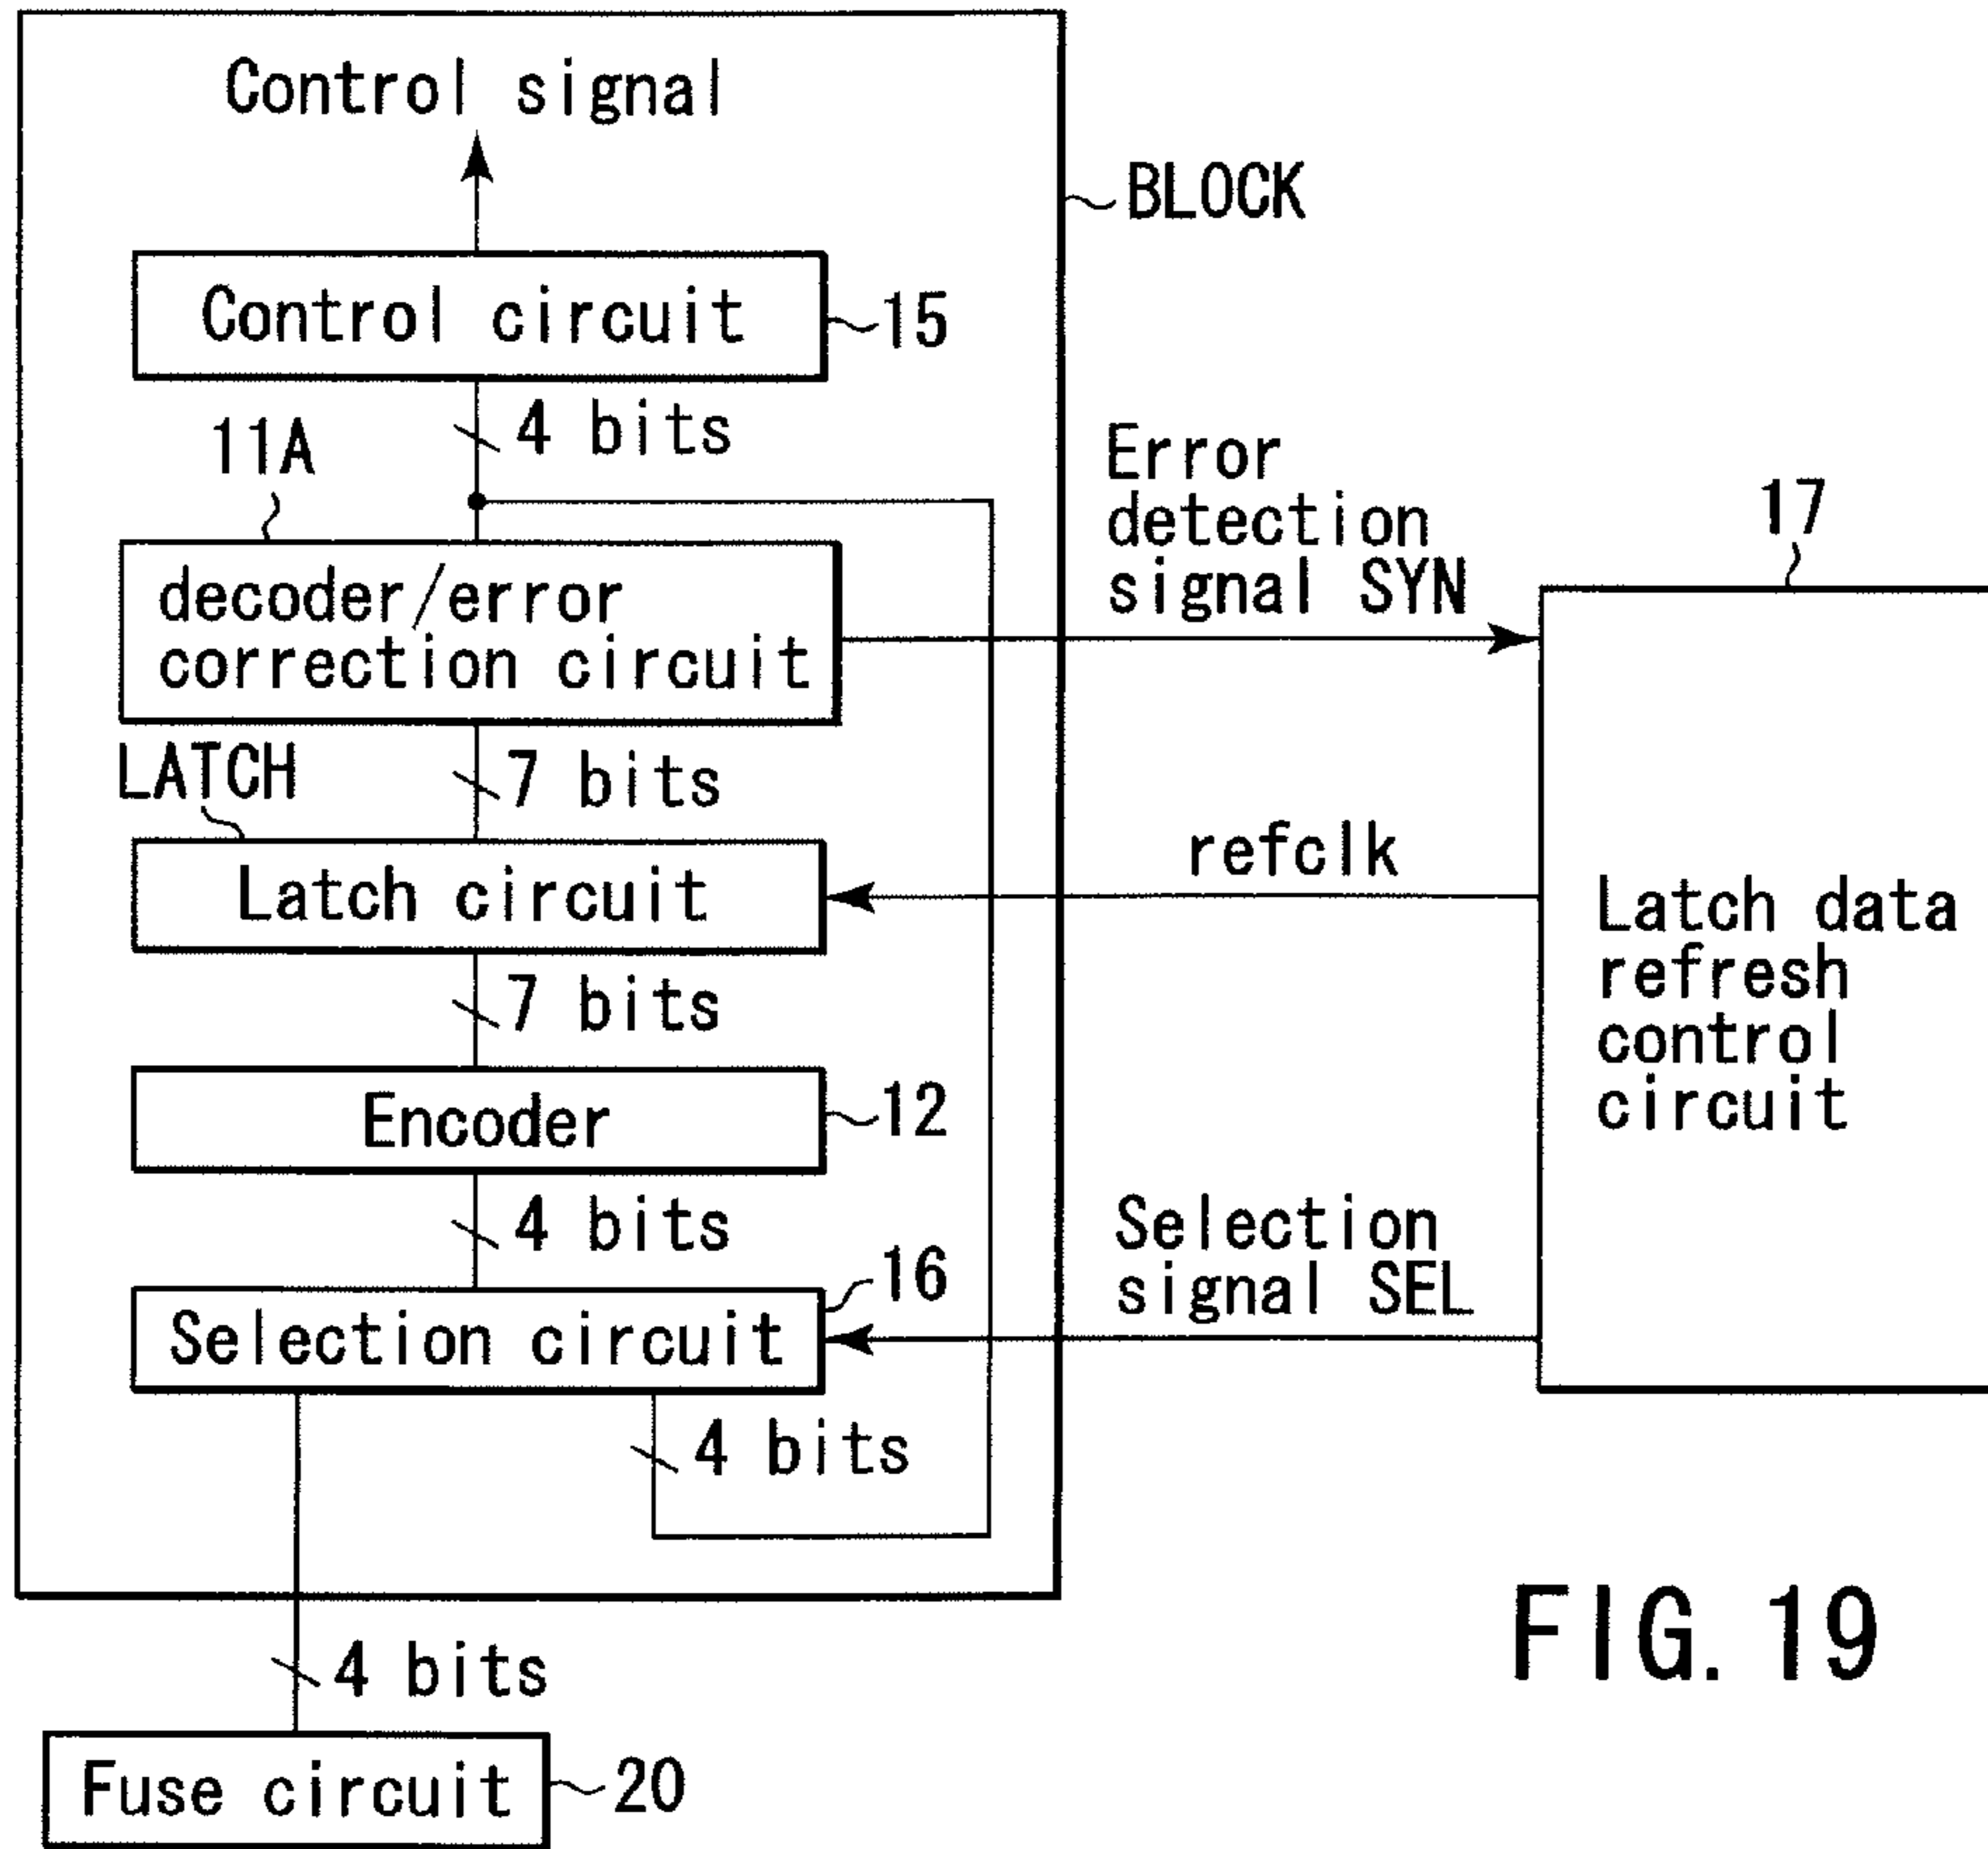 Control signal
BLOCK
Control circuit
15
4 bits
11A
Error
detection
signal SYN
17
decoder/error
correction circuit
LATCH
7 bits
refclk
Latch circuit
Latch data
refresh
control
circuit
7 bits
Encoder
12
4 bits
Selection
signal SEL
16
Selection circuit
4 bits
4 bits
FIG. 19
Fuse circuit
20